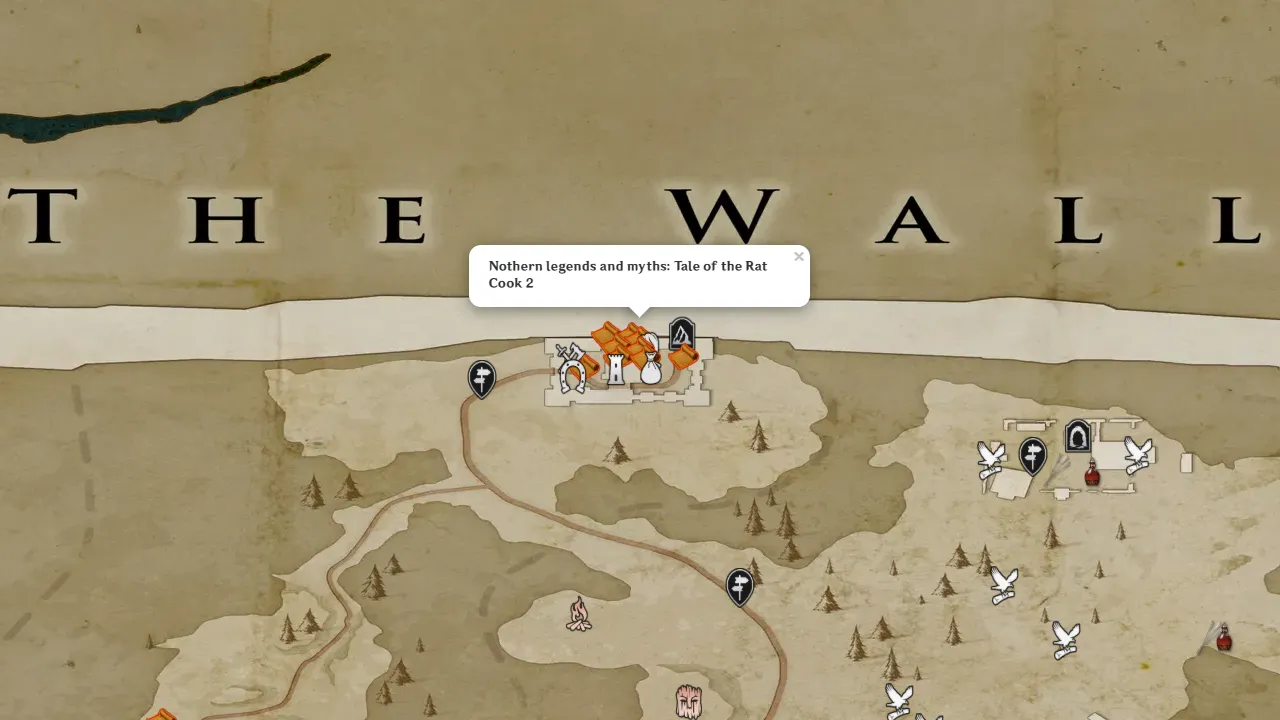 THE WALL
Nothern legends and myths: Tale of the Rat
Cook 2
×